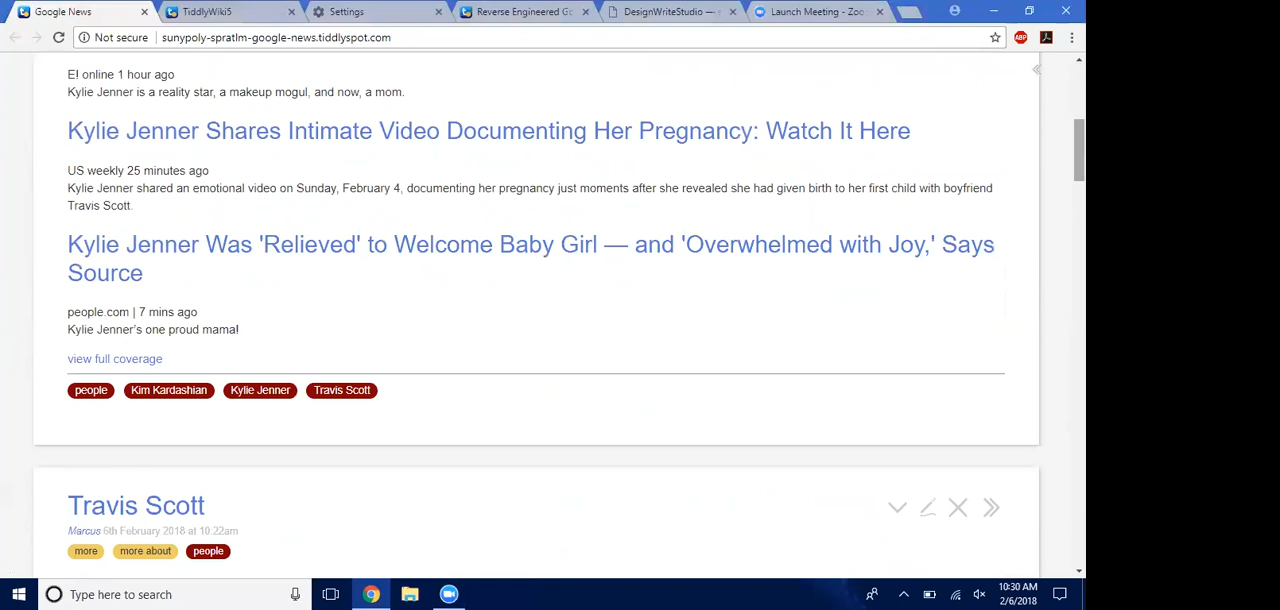 Google News
TiddlyWiki5
Settings
Reverse Engineered Go
DesignWriteStudio — s
Launch Meeting - Zoo
Not secure
sunypoly-spratlm-google-news.tiddlyspot.com
ABP
E! online 1 hour ago
Kylie Jenner is a reality star, a makeup mogul, and now, a mom.
Kylie Jenner Shares Intimate Video Documenting Her Pregnancy: Watch It Here
US weekly 25 minutes ago
Kylie Jenner shared an emotional video on Sunday, February 4, documenting her pregnancy just moments after she revealed she had given birth to her first child with boyfriend
Travis Scott.
Kylie Jenner Was 'Relieved' to Welcome Baby Girl — and 'Overwhelmed with Joy,' Says
Source
people.com | 7 mins ago
Kylie Jenner's one proud mama!
view full coverage
people Kim Kardashian Kylie Jenner Travis Scott
Travis Scott
Marcus 6th February 2018 at 10:22am
more more about people
Type here to search
10:30 AM
2/6/2018